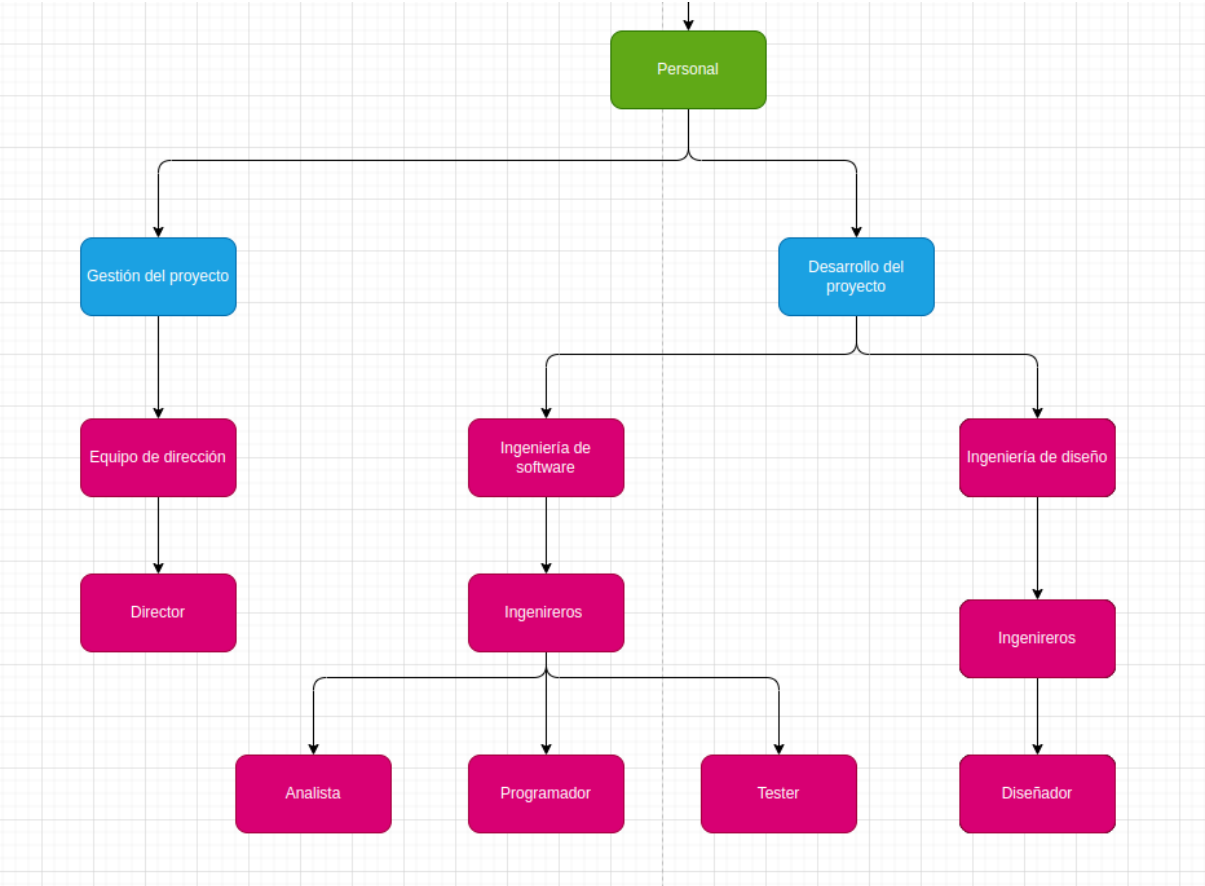 Personal
Gestión del proyecto
Desarrollo del
proyecto
Equipo de dirección
Ingeniería de
software
Ingeniería de diseño
Director
Ingenireros
Ingenireros
Analista
Programador
Tester
Diseñador